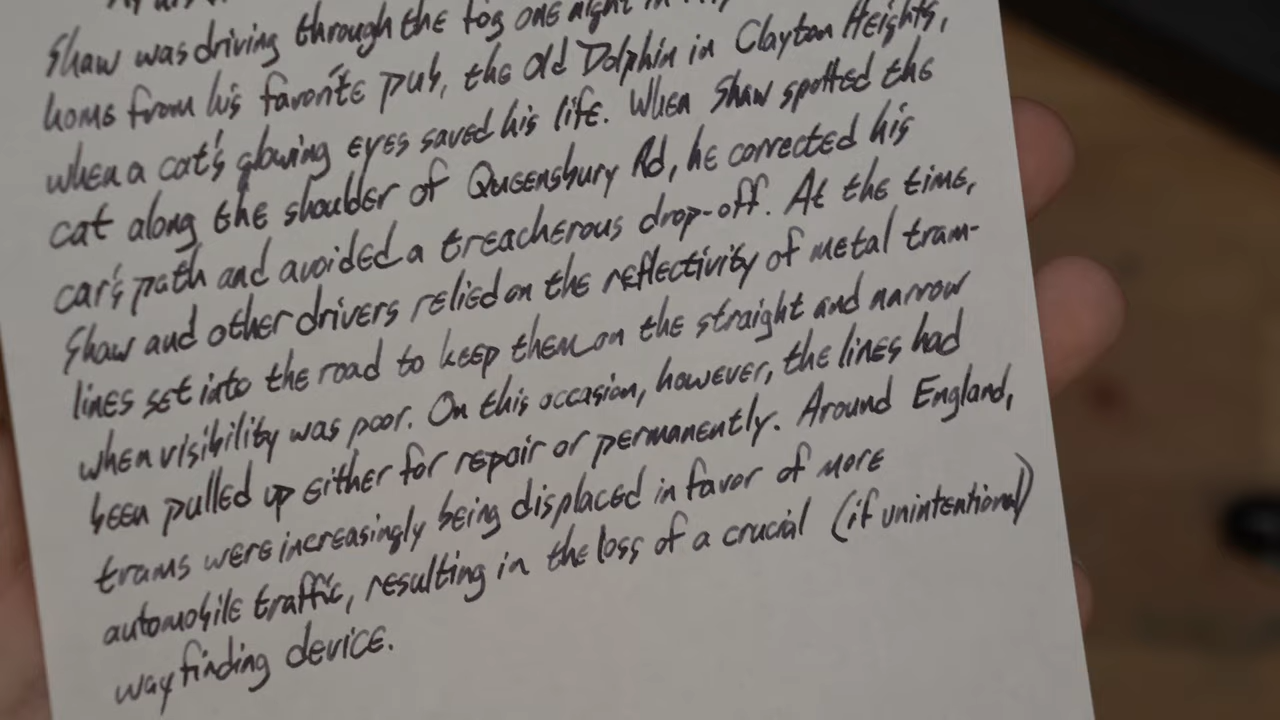 Shaw was driving through the fog one night in
home from his favorite pub, the Old Dolphin in Clayton Heights,
when a cat's glowing eyes saved his life. When Shaw spotted the
cat along the shoulder of Queensbury Rd, he corrected his
car's path and avoided a treacherous drop-off. At the time,
Shaw and other drivers relied on the reflectivity of metal tram-
lines set into the road to keep them on the straight and narrow
when visibility was poor. On this occasion, however, the lines had
been pulled up either for repair or permanently. Around England,
trams were increasingly being displaced in favor of more
automobile traffic, resulting in the loss of a crucial (if unintentional)
wayfinding device.